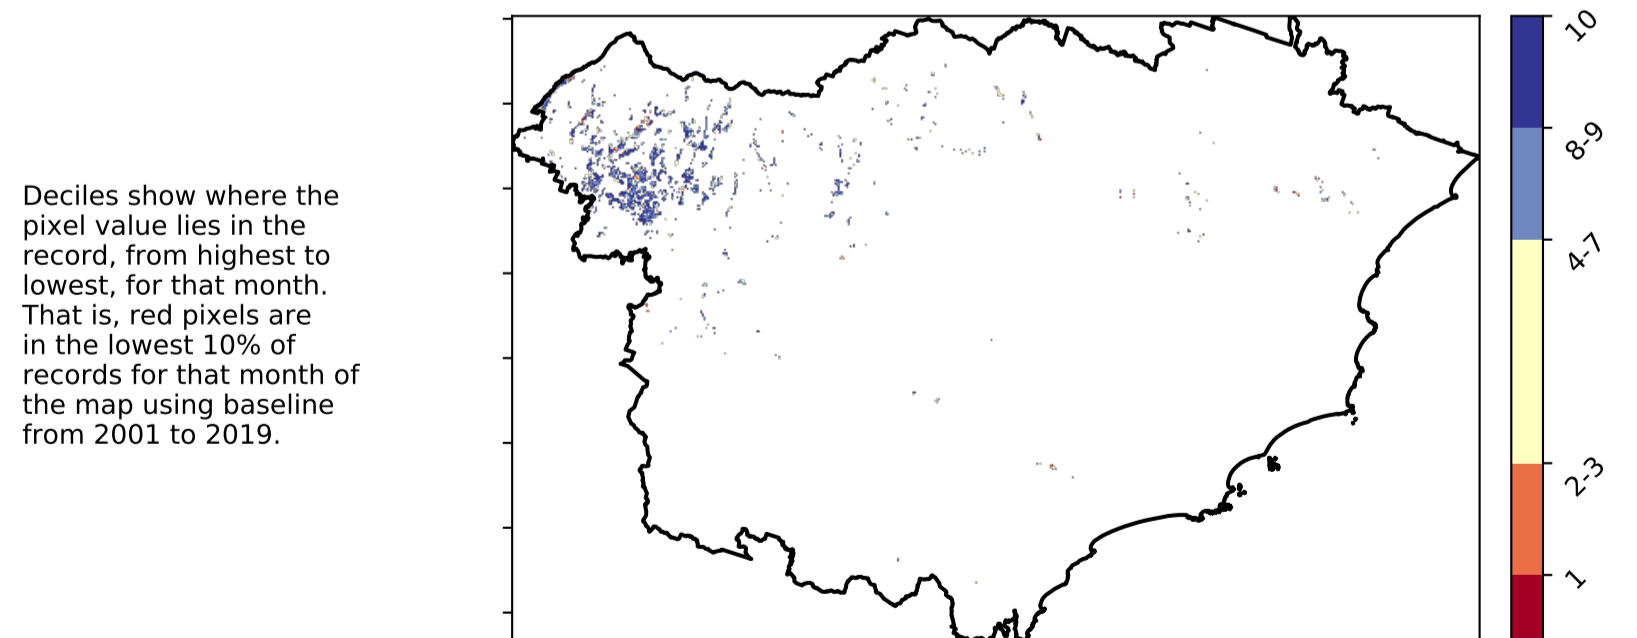 Deciles show where the
pixel value lies in the
record, from highest to
lowest, for that month.
That is, red pixels are
in the lowest 10% of
records for that month of
the map using baseline
from 2001 to 2019.
10
8-9
4-7
2-3
1